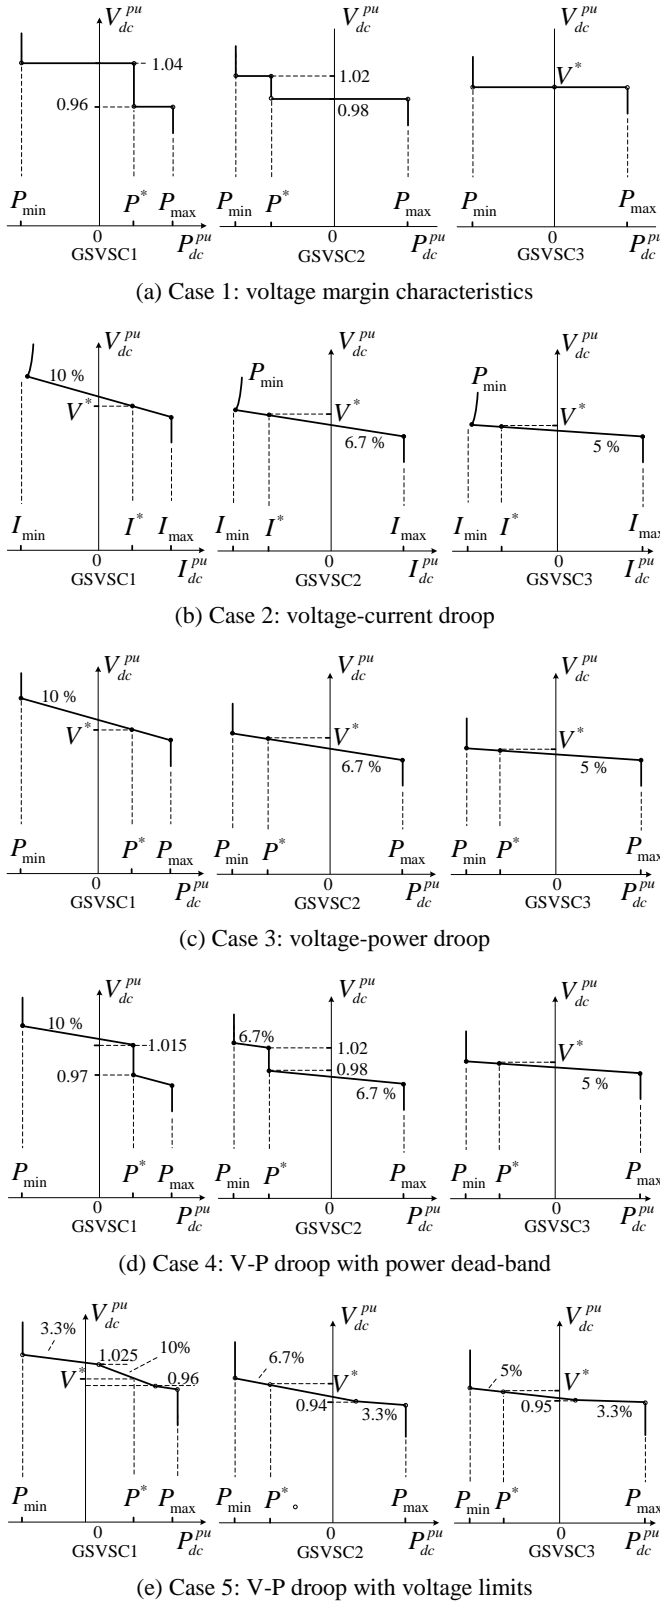 V_dc^pu V_dc^pu V_dc^pu
1.04 1.02 V*
0.96 0.98
P_min P* P_max P_min P* P_max P_min P_max
0 P_dc^pu 0 P_dc^pu 0 P_dc^pu
GSVSC1 GSVSC2 GSVSC3
(a) Case 1: voltage margin characteristics
V_dc^pu V_dc^pu V_dc^pu
10 % P_min P_min
V* V* V*
6.7 % 5 %
I_min I* I_max I_min I* I_max I_min I* I_max
0 I_dc^pu 0 I_dc^pu 0 I_dc^pu
GSVSC1 GSVSC2 GSVSC3
(b) Case 2: voltage-current droop
V_dc^pu V_dc^pu V_dc^pu
10 %
V* V* V*
6.7 % 5 %
P_min P* P_max P_min P* P_max P_min P* P_max
0 P_dc^pu 0 P_dc^pu 0 P_dc^pu
GSVSC1 GSVSC2 GSVSC3
(c) Case 3: voltage-power droop
V_dc^pu V_dc^pu V_dc^pu
10 % 6.7%
1.015 1.02 V*
0.97 0.98
6.7 % 5 %
P_min P* P_max P_min P* P_max P_min P* P_max
0 P_dc^pu 0 P_dc^pu 0 P_dc^pu
GSVSC1 GSVSC2 GSVSC3
(d) Case 4: V-P droop with power dead-band
V_dc^pu V_dc^pu V_dc^pu
3.3% 10% 6.7% 5%
1.025
V* 0.96 V* V*
0.94 3.3% 0.95 3.3%
P_min P* P_max P_min P* P_max P_min P* P_max
0 P_dc^pu 0 P_dc^pu 0 P_dc^pu
GSVSC1 GSVSC2 GSVSC3
(e) Case 5: V-P droop with voltage limits